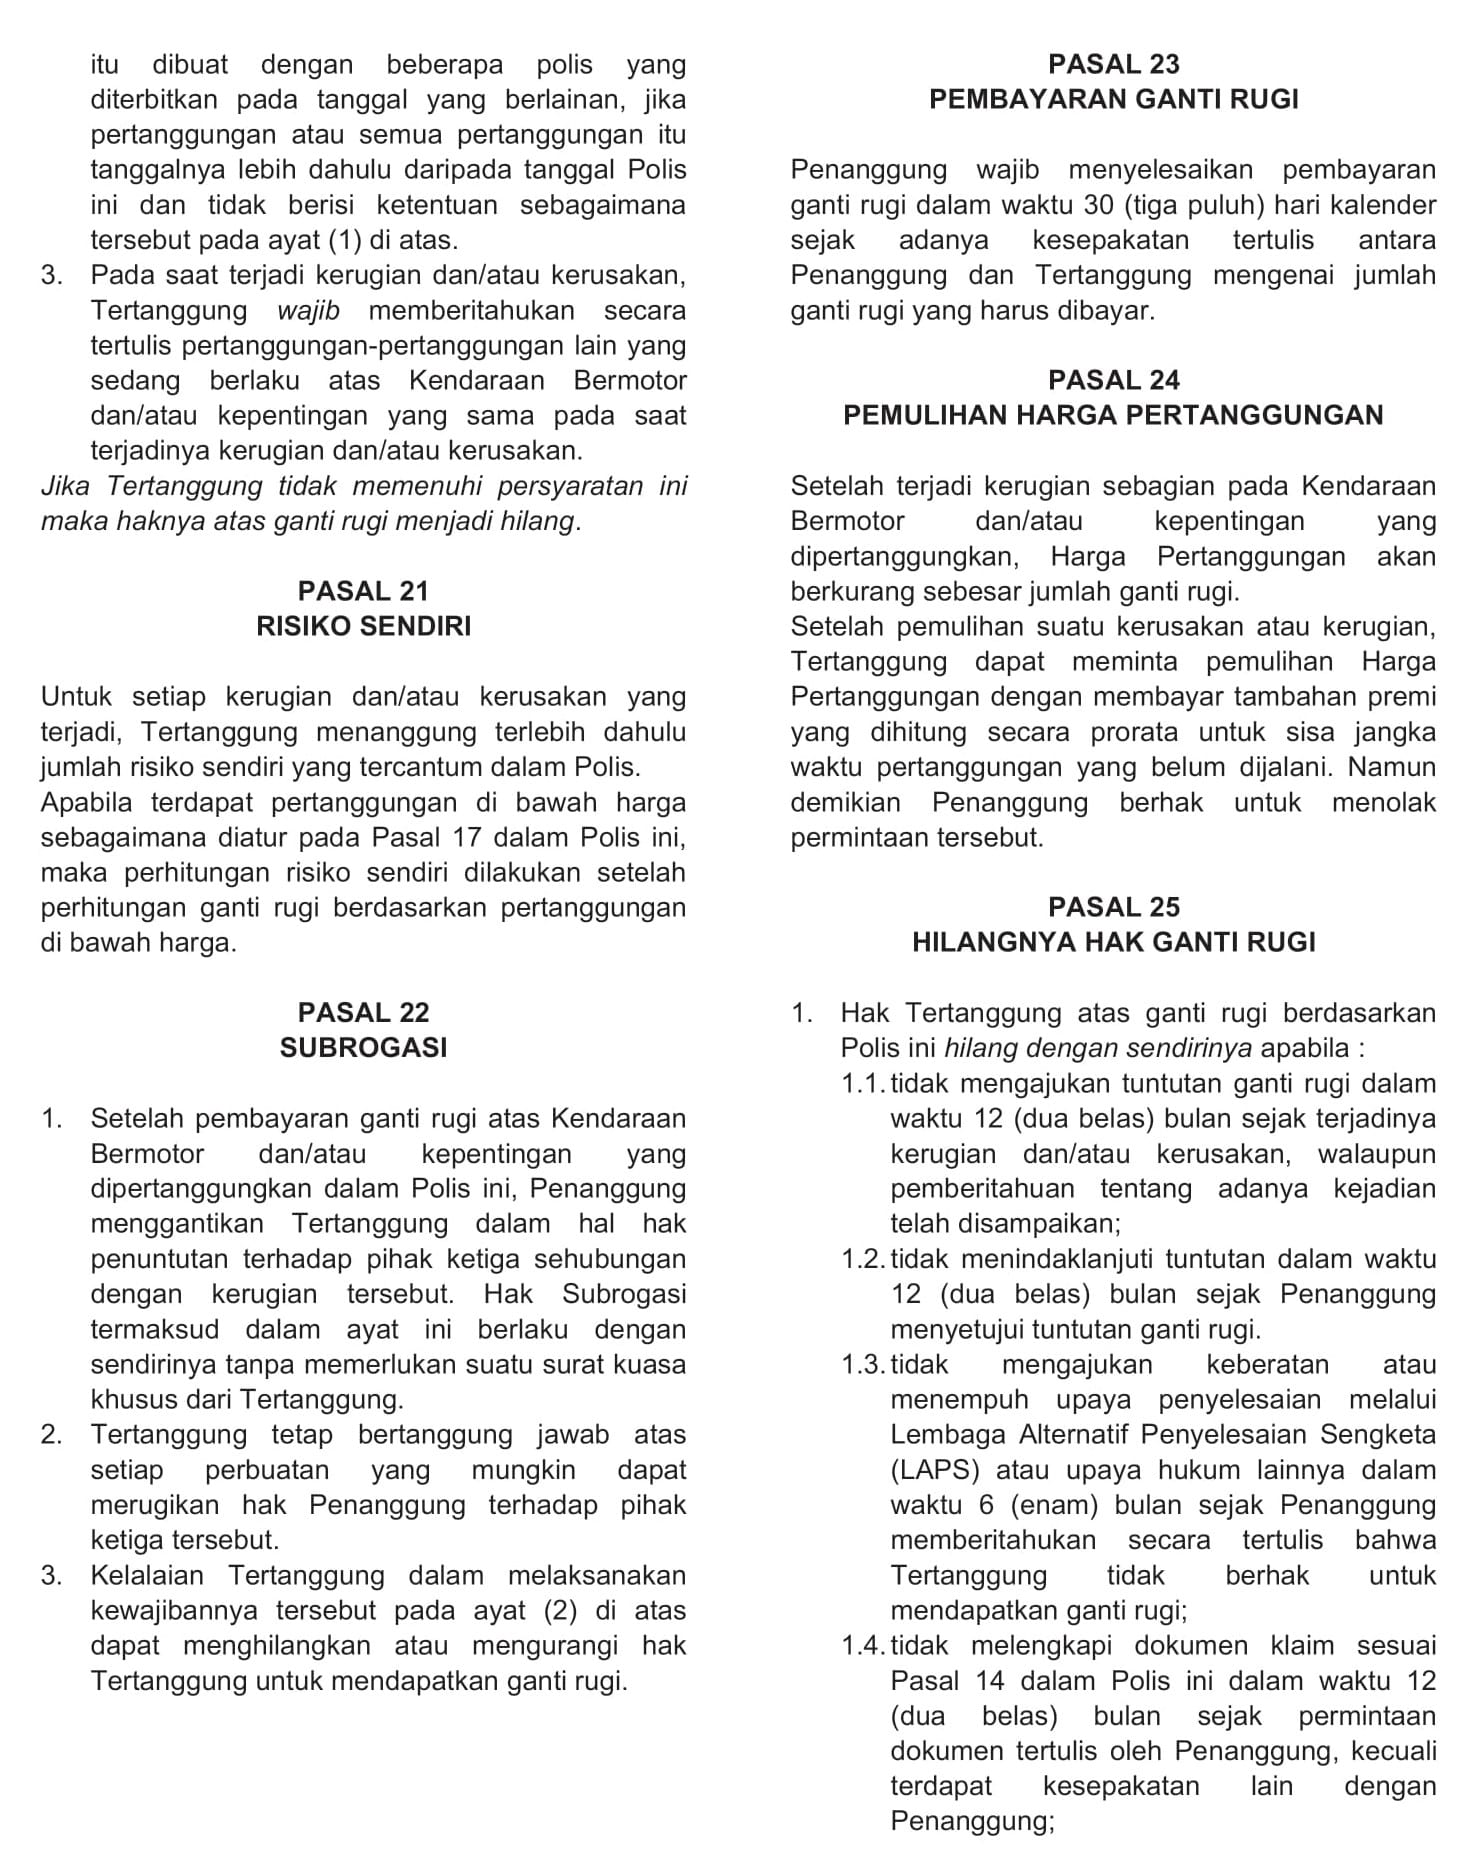 itu dibuat dengan beberapa polis yang
diterbitkan pada tanggal yang berlainan, jika
pertanggungan atau semua pertanggungan itu
tanggalnya lebih dahulu daripada tanggal Polis
ini dan tidak berisi ketentuan sebagaimana
tersebut pada ayat (1) di atas.
3. Pada saat terjadi kerugian dan/atau kerusakan,
Tertanggung wajib memberitahukan secara
tertulis pertanggungan-pertanggungan lain yang
sedang berlaku atas Kendaraan Bermotor
dan/atau kepentingan yang sama pada saat
terjadinya kerugian dan/atau kerusakan.
Jika Tertanggung tidak memenuhi persyaratan ini
maka haknya atas ganti rugi menjadi hilang.
PASAL 21
RISIKO SENDIRI
Untuk setiap kerugian dan/atau kerusakan yang
terjadi, Tertanggung menanggung terlebih dahulu
jumlah risiko sendiri yang tercantum dalam Polis.
Apabila terdapat pertanggungan di bawah harga
sebagaimana diatur pada Pasal 17 dalam Polis ini,
maka perhitungan risiko sendiri dilakukan setelah
perhitungan ganti rugi berdasarkan pertanggungan
di bawah harga.
PASAL 22
SUBROGASI
1. Setelah pembayaran ganti rugi atas Kendaraan
Bermotor dan/atau kepentingan yang
dipertanggungkan dalam Polis ini, Penanggung
menggantikan Tertanggung dalam hal hak
penuntutan terhadap pihak ketiga sehubungan
dengan kerugian tersebut. Hak Subrogasi
termaksud dalam ayat ini berlaku dengan
sendirinya tanpa memerlukan suatu surat kuasa
khusus dari Tertanggung.
2. Tertanggung tetap bertanggung jawab atas
setiap perbuatan yang mungkin dapat
merugikan hak Penanggung terhadap pihak
ketiga tersebut.
3. Kelalaian Tertanggung dalam melaksanakan
kewajibannya tersebut pada ayat (2) di atas
dapat menghilangkan atau mengurangi hak
Tertanggung untuk mendapatkan ganti rugi.
PASAL 23
PEMBAYARAN GANTI RUGI
Penanggung wajib menyelesaikan pembayaran
ganti rugi dalam waktu 30 (tiga puluh) hari kalender
sejak adanya kesepakatan tertulis antara
Penanggung dan Tertanggung mengenai jumlah
ganti rugi yang harus dibayar.
PASAL 24
PEMULIHAN HARGA PERTANGGUNGAN
Setelah terjadi kerugian sebagian pada Kendaraan
Bermotor dan/atau kepentingan yang
dipertanggungkan, Harga Pertanggungan akan
berkurang sebesar jumlah ganti rugi.
Setelah pemulihan suatu kerusakan atau kerugian,
Tertanggung dapat meminta pemulihan Harga
Pertanggungan dengan membayar tambahan premi
yang dihitung secara prorata untuk sisa jangka
waktu pertanggungan yang belum dijalani. Namun
demikian Penanggung berhak untuk menolak
permintaan tersebut.
PASAL 25
HILANGNYA HAK GANTI RUGI
1. Hak Tertanggung atas ganti rugi berdasarkan
Polis ini hilang dengan sendirinya apabila :
1.1. tidak mengajukan tuntutan ganti rugi dalam
waktu 12 (dua belas) bulan sejak terjadinya
kerugian dan/atau kerusakan, walaupun
pemberitahuan tentang adanya kejadian
telah disampaikan;
1.2. tidak menindaklanjuti tuntutan dalam waktu
12 (dua belas) bulan sejak Penanggung
menyetujui tuntutan ganti rugi.
1.3. tidak mengajukan keberatan atau
menempuh upaya penyelesaian melalui
Lembaga Alternatif Penyelesaian Sengketa
(LAPS) atau upaya hukum lainnya dalam
waktu 6 (enam) bulan sejak Penanggung
memberitahukan secara tertulis bahwa
Tertanggung tidak berhak untuk
mendapatkan ganti rugi;
1.4. tidak melengkapi dokumen klaim sesuai
Pasal 14 dalam Polis ini dalam waktu 12
(dua belas) bulan sejak permintaan
dokumen tertulis oleh Penanggung, kecuali
terdapat kesepakatan lain dengan
Penanggung;